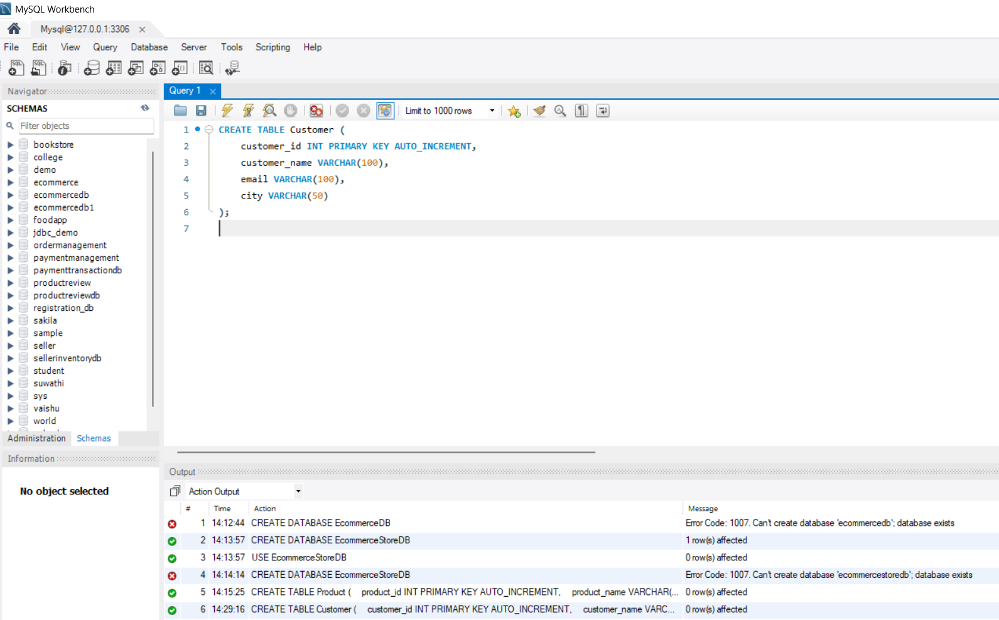 MySQL Workbench
Mysql@127.0.0.1:3306
File Edit View Query Database Server Tools Scripting Help
Navigator
SCHEMAS
Filter objects
bookstore
college
demo
ecommerce
ecommercedb
ecommercedb1
foodapp
jdbc_demo
ordermanagement
paymentmanagement
paymenttransactiondb
productreview
productreviewdb
registration_db
sakila
sample
seller
sellerinventorydb
student
suwathi
sys
vaishu
world
Administration Schemas
Information
No object selected
Query 1
Limit to 1000 rows
1 CREATE TABLE Customer (
2 customer_id INT PRIMARY KEY AUTO_INCREMENT,
3 customer_name VARCHAR(100),
4 email VARCHAR(100),
5 city VARCHAR(50)
6 );
7
Output
Action Output
# Time Action Message
1 14:12:44 CREATE DATABASE EcommerceDB Error Code: 1007. Can't create database 'ecommercedb'; database exists
2 14:13:57 CREATE DATABASE EcommerceStoreDB 1 row(s) affected
3 14:13:57 USE EcommerceStoreDB 0 row(s) affected
4 14:14:14 CREATE DATABASE EcommerceStoreDB Error Code: 1007. Can't create database 'ecommercestoredb'; database exists
5 14:15:25 CREATE TABLE Product ( product_id INT PRIMARY KEY AUTO_INCREMENT, product_name VARCHAR(... 0 row(s) affected
6 14:29:16 CREATE TABLE Customer ( customer_id INT PRIMARY KEY AUTO_INCREMENT, customer_name VARC... 0 row(s) affected